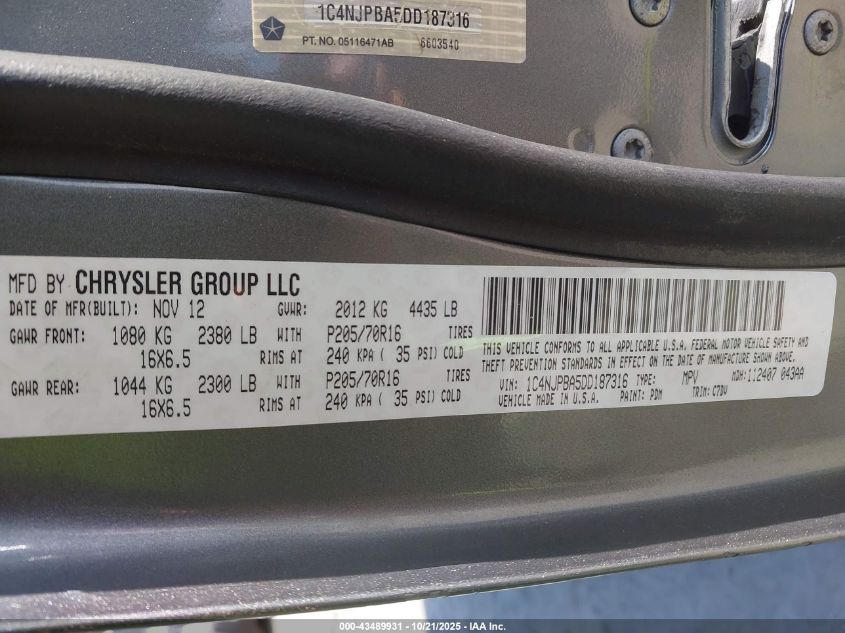 1C4NJPBA5DD187316
PT. NO. 05116471AB 6603540
MFD BY CHRYSLER GROUP LLC
DATE OF MFR(BUILT): NOV 12 GVWR: 2012 KG 4435 LB
GAWR FRONT: 1080 KG 2380 LB WITH P205/70R16 TIRES
16X6.5 RIMS AT 240 KPA ( 35 PSI) COLD
GAWR REAR: 1044 KG 2300 LB WITH P205/70R16 TIRES
16X6.5 RIMS AT 240 KPA ( 35 PSI) COLD
THIS VEHICLE CONFORMS TO ALL APPLICABLE U.S.A. FEDERAL MOTOR VEHICLE SAFETY AND
THEFT PREVENTION STANDARDS IN EFFECT ON THE DATE OF MANUFACTURE SHOWN ABOVE.
VIN: 1C4NJPBA5DD187316 TYPE: MPV MDH: 112407 043AA
VEHICLE MADE IN U.S.A. PAINT: PDM TRIM: C7DV
000-43489931 - 10/21/2025 - IAA Inc.